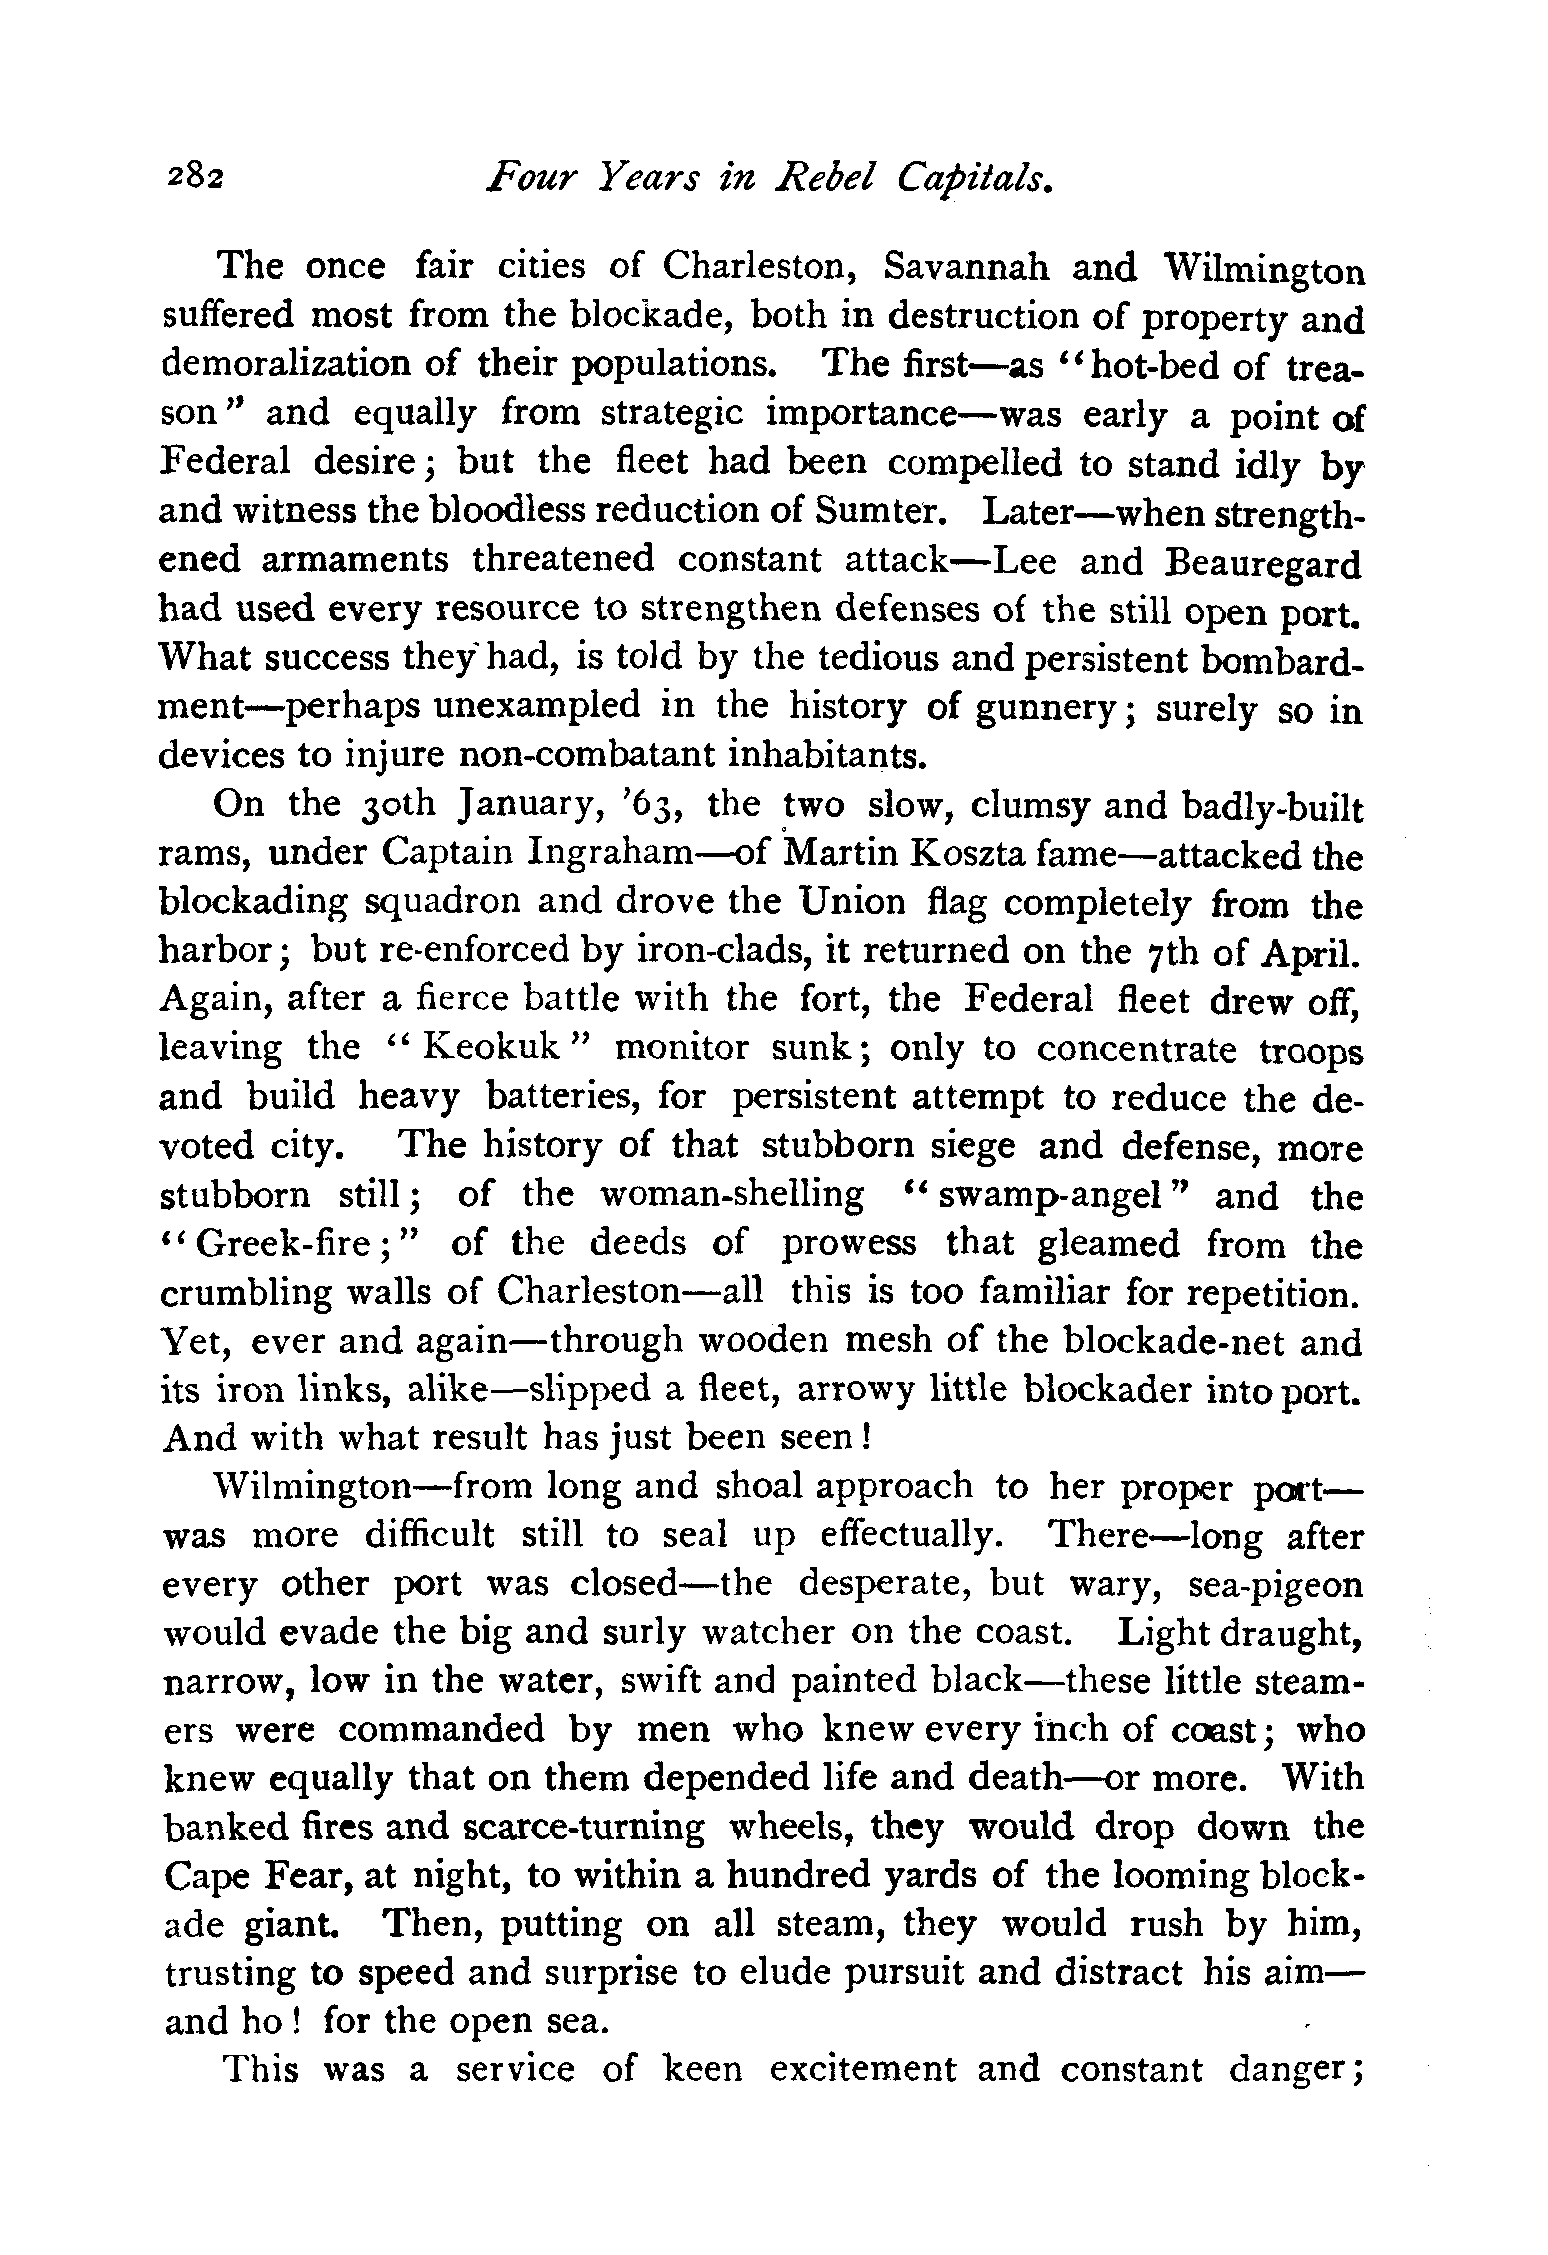 282 Four Years in Rebel Capitals.
The once fair cities of Charleston, Savannah and Wilmington
suffered most from the blockade, both in destruction of property and
demoralization of their populations. The first—as “hot-bed of trea-
son” and equally from strategic importance—was early a point of
Federal desire; but the fleet had been compelled to stand idly by
and witness the bloodless reduction of Sumter. Later—when strength-
ened armaments threatened constant attack—Lee and Beauregard
had used every resource to strengthen defenses of the still open port.
What success they had, is told by the tedious and persistent bombard-
ment—perhaps unexampled in the history of gunnery; surely so in
devices to injure non-combatant inhabitants.
On the 30th January, ’63, the two slow, clumsy and badly-built
rams, under Captain Ingraham—of Martin Koszta fame—attacked the
blockading squadron and drove the Union flag completely from the
harbor; but re-enforced by iron-clads, it returned on the 7th of April.
Again, after a fierce battle with the fort, the Federal fleet drew off,
leaving the “Keokuk” monitor sunk; only to concentrate troops
and build heavy batteries, for persistent attempt to reduce the de-
voted city. The history of that stubborn siege and defense, more
stubborn still; of the woman-shelling “swamp-angel” and the
“Greek-fire;” of the deeds of prowess that gleamed from the
crumbling walls of Charleston—all this is too familiar for repetition.
Yet, ever and again—through wooden mesh of the blockade-net and
its iron links, alike—slipped a fleet, arrowy little blockader into port.
And with what result has just been seen!
Wilmington—from long and shoal approach to her proper port—
was more difficult still to seal up effectually. There—long after
every other port was closed—the desperate, but wary, sea-pigeon
would evade the big and surly watcher on the coast. Light draught,
narrow, low in the water, swift and painted black—these little steam-
ers were commanded by men who knew every inch of coast; who
knew equally that on them depended life and death—or more. With
banked fires and scarce-turning wheels, they would drop down the
Cape Fear, at night, to within a hundred yards of the looming block-
ade giant. Then, putting on all steam, they would rush by him,
trusting to speed and surprise to elude pursuit and distract his aim—
and ho! for the open sea.
This was a service of keen excitement and constant danger;